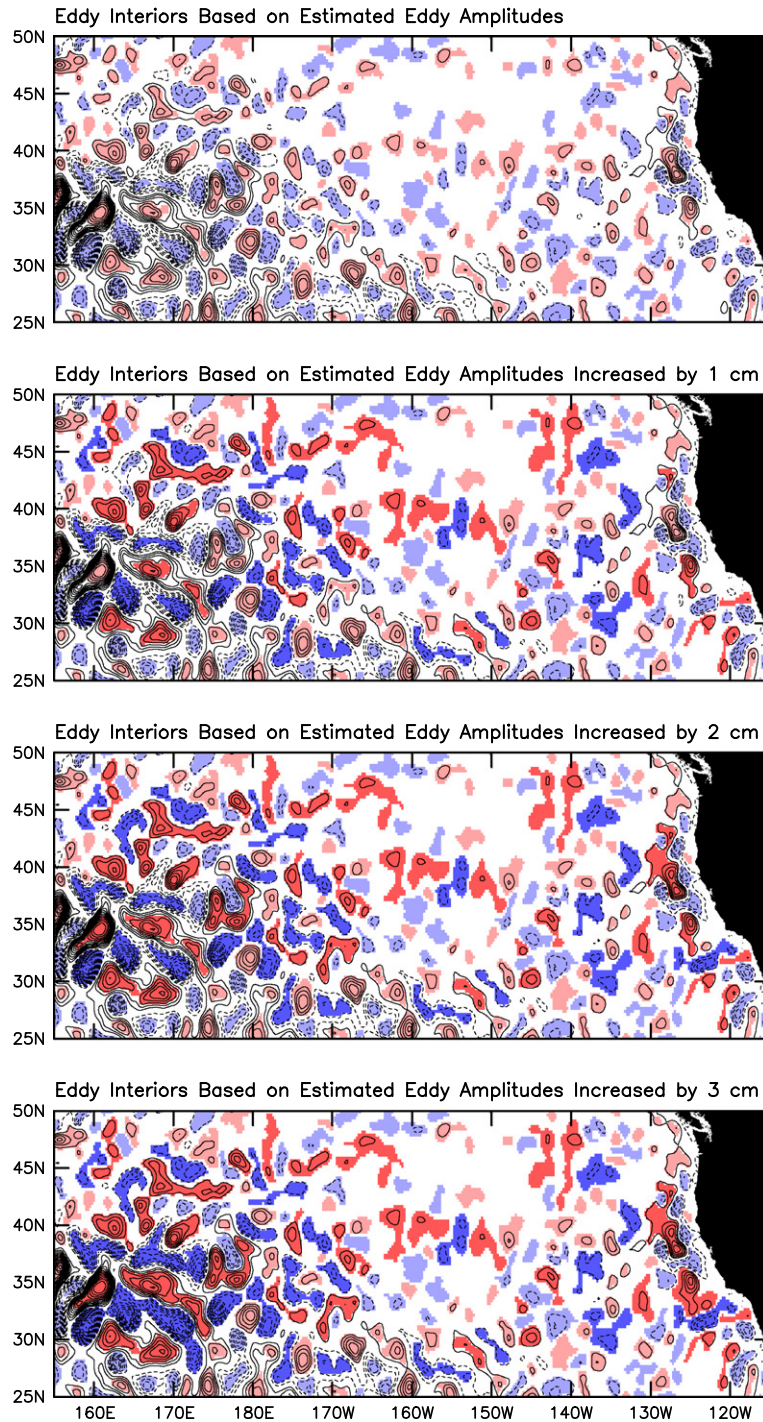 Eddy Interiors Based on Estimated Eddy Amplitudes
50N
45N
40N
35N
30N
25N
Eddy Interiors Based on Estimated Eddy Amplitudes Increased by 1 cm
50N
45N
40N
35N
30N
25N
Eddy Interiors Based on Estimated Eddy Amplitudes Increased by 2 cm
50N
45N
40N
35N
30N
25N
Eddy Interiors Based on Estimated Eddy Amplitudes Increased by 3 cm
50N
45N
40N
35N
30N
25N
160E 170E 180E 170W 160W 150W 140W 130W 120W